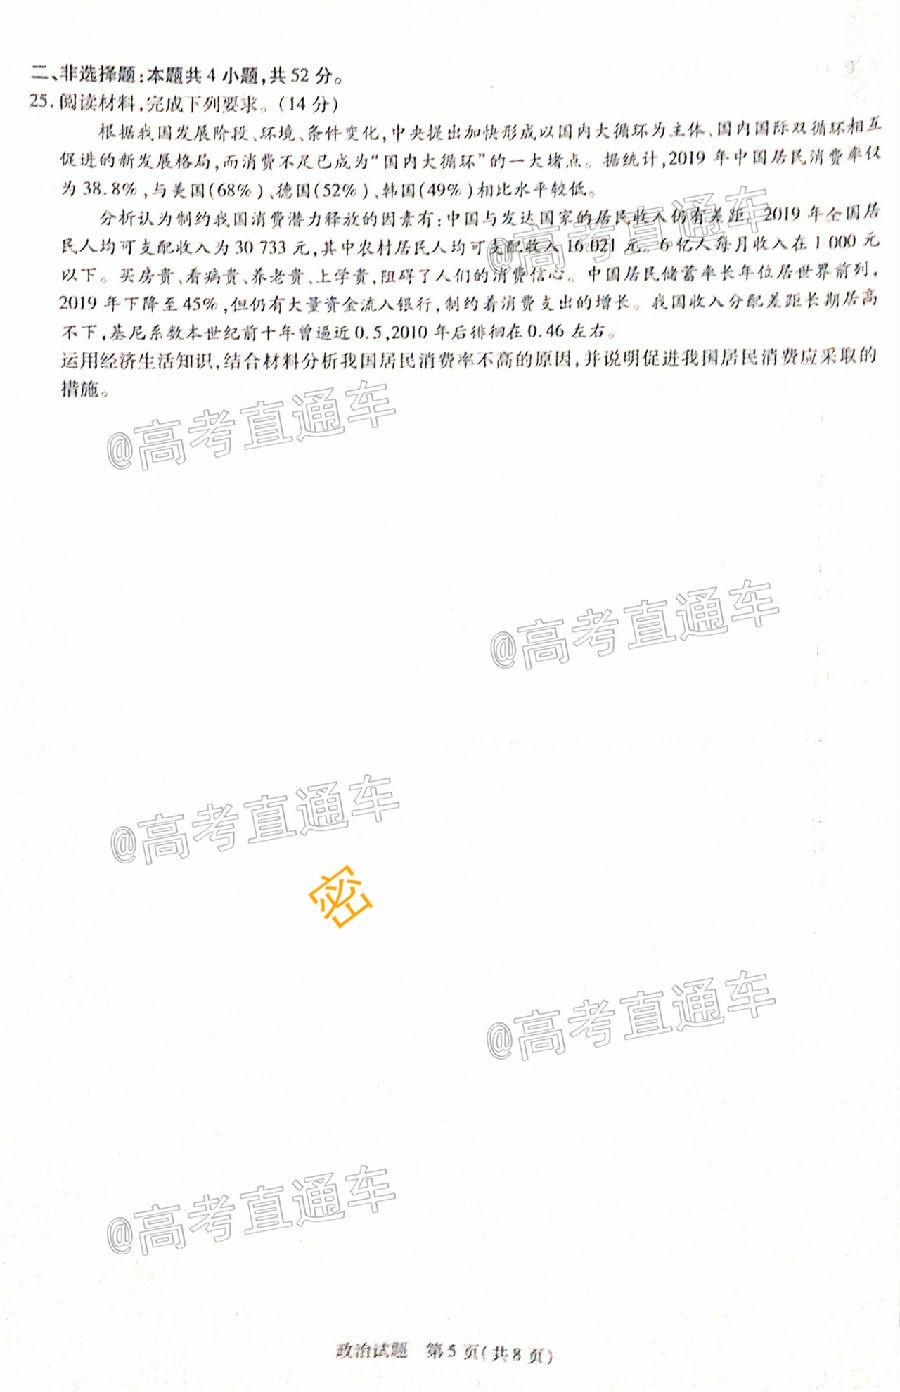 二、非选择题:本题共4小题,共52分。
25.阅读材料,完成下列要求。(14分)
根据我国发展阶段、环境、条件变化,中央提出加快形成以国内大循环为主体、国内国际双循环相互
促进的新发展格局,而消费不足已成为“国内大循环”的一大堵点。据统计,2019年中国居民消费率仅
为38.8%,与美国(68%)、德国(52%)、韩国(49%)相比水平较低。
分析认为制约我国消费潜力释放的因素有:中国与发达国家的居民收入仍有差距,2019年全国居
民人均可支配收入为30 733元,其中农村居民人均可支配收入16 021元。6亿人每月收入在1 000元
以下。买房贵、看病贵、养老贵、上学贵,阻碍了人们的消费信心。中国居民储蓄率长年位居世界前列,
2019年下降至45%,但仍有大量资金流入银行,制约着消费支出的增长。我国收入分配差距长期居高
不下,基尼系数本世纪前十年曾逼近0.5,2010年后徘徊在0.46左右。
运用经济生活知识,结合材料分析我国居民消费率不高的原因,并说明促进我国居民消费应采取的
措施。
@高考直通车
@高考直通车
@高考直通车
@高考直通车
密
@高考直通车
@高考直通车
政治试题 第5页(共8页)